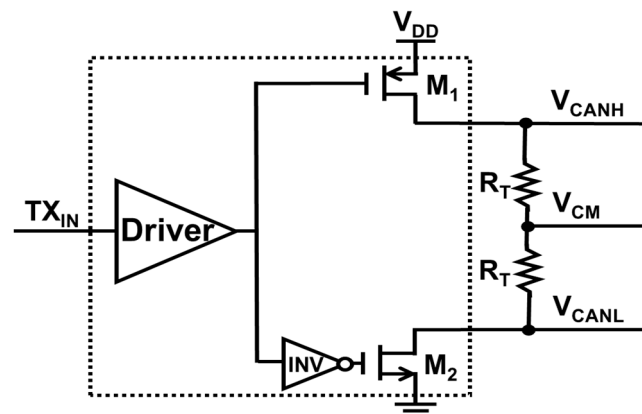 VDD
M1
VCANH
RT
TXIN
Driver
VCM
RT
VCANL
INV
M2